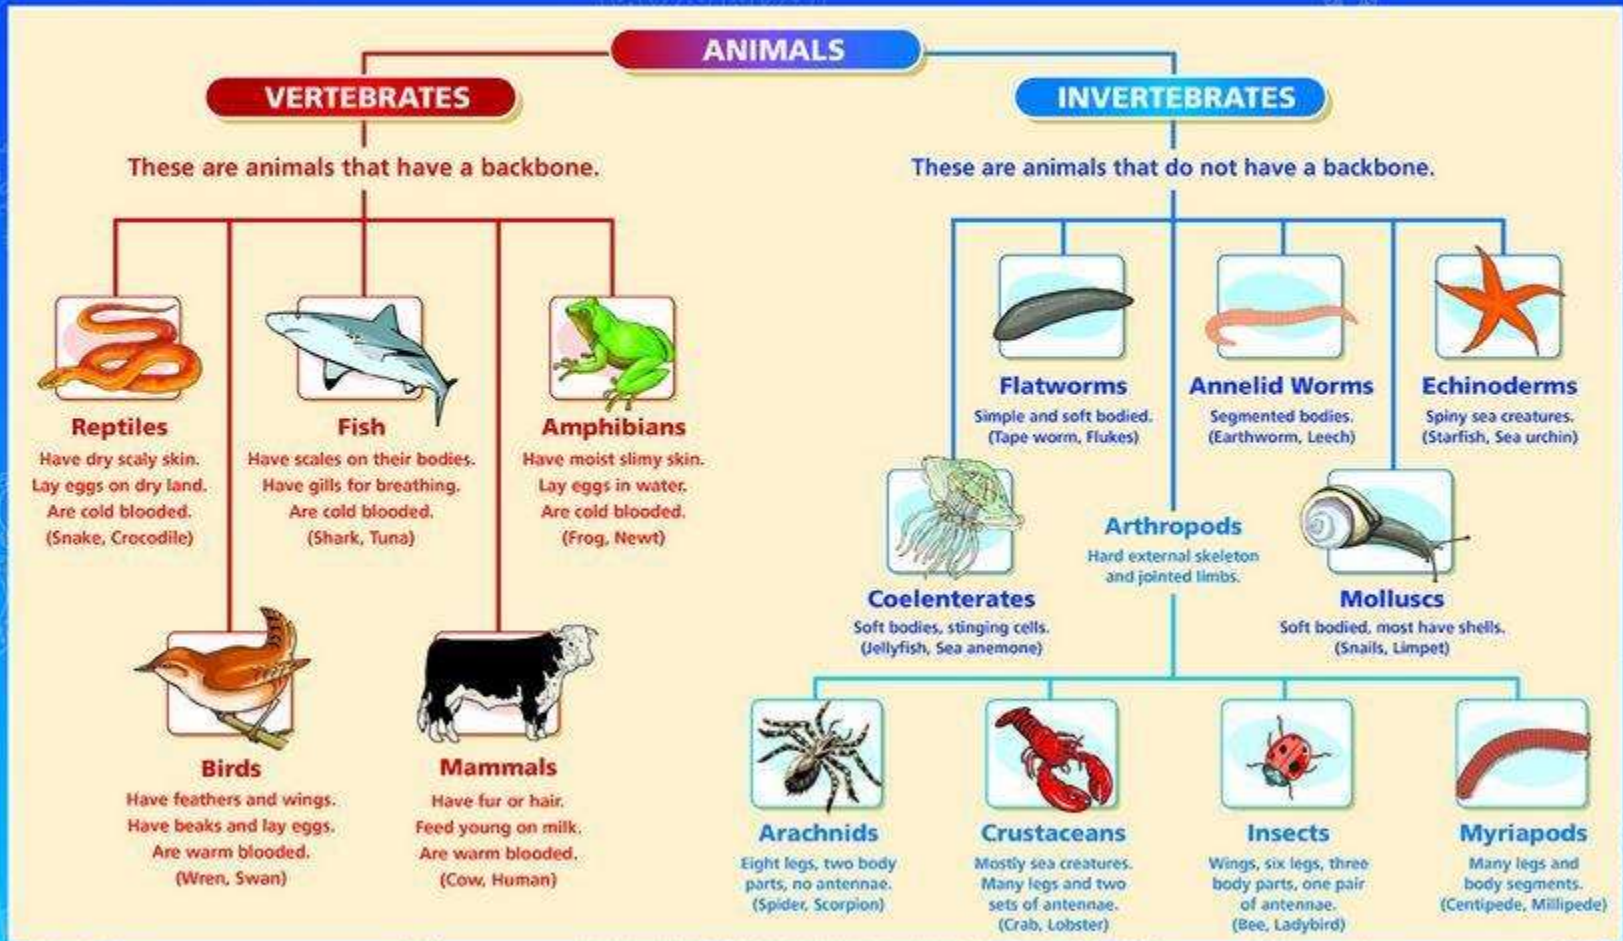 ANIMALS
VERTEBRATES
These are animals that have a backbone.
Reptiles
Have dry scaly skin.
Lay eggs on dry land.
Are cold blooded.
(Snake, Crocodile)
Fish
Have scales on their bodies.
Have gills for breathing.
Are cold blooded.
(Shark, Tuna)
Amphibians
Have moist slimy skin.
Lay eggs in water.
Are cold blooded.
(Frog, Newt)
Birds
Have feathers and wings.
Have beaks and lay eggs.
Are warm blooded.
(Wren, Swan)
Mammals
Have fur or hair.
Feed young on milk.
Are warm blooded.
(Cow, Human)
INVERTEBRATES
These are animals that do not have a backbone.
Flatworms
Simple and soft bodied.
(Tape worm, Flukes)
Annelid Worms
Segmented bodies.
(Earthworm, Leech)
Echinoderms
Spiny sea creatures.
(Starfish, Sea urchin)
Coelenterates
Soft bodies, stinging cells.
(Jellyfish, Sea anemone)
Arthropods
Hard external skeleton
and jointed limbs.
Molluscs
Soft bodied, most have shells.
(Snails, Limpet)
Arachnids
Eight legs, two body
parts, no antennae.
(Spider, Scorpion)
Crustaceans
Mostly sea creatures.
Many legs and two
sets of antennae.
(Crab, Lobster)
Insects
Wings, six legs, three
body parts, one pair
of antennae.
(Bee, Ladybird)
Myriapods
Many legs and
body segments.
(Centipede, Millipede)